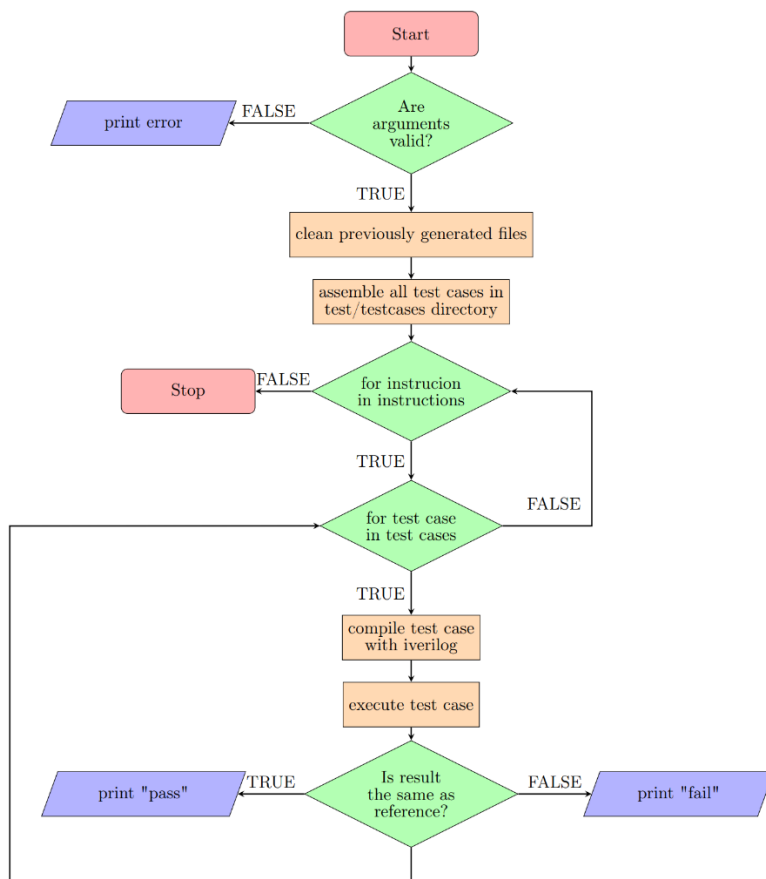 Start
Are
arguments
valid?
FALSE
print error
TRUE
clean previously generated files
assemble all test cases in
test/testcases directory
for instrucion
in instructions
FALSE
Stop
TRUE
for test case
in test cases
FALSE
TRUE
compile test case
with iverilog
execute test case
Is result
the same as
reference?
TRUE
print "pass"
FALSE
print "fail"